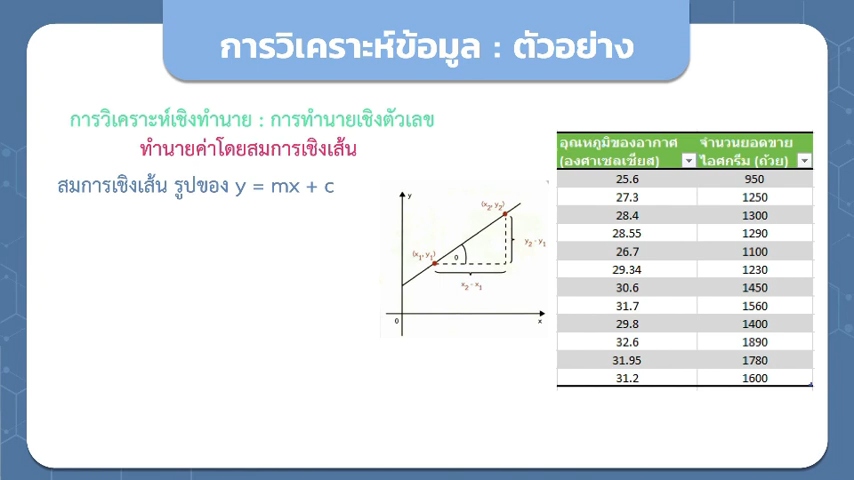 การวิเคราะห์ข้อมูล : ตัวอย่าง
การวิเคราะห์เชิงทำนาย : การทำนายเชิงตัวเลข
ทำนายค่าโดยสมการเชิงเส้น
สมการเชิงเส้น รูปของ y = mx + c
y
(x2, y2)
(x1, y1)
θ
y2 - y1
x2 - x1
0
x
อุณหภูมิของอากาศ (องศาเซลเซียส) จำนวนยอดขาย ไอศกรีม (ถ้วย)
25.6 950
27.3 1250
28.4 1300
28.55 1290
26.7 1100
29.34 1230
30.6 1450
31.7 1560
29.8 1400
32.6 1890
31.95 1780
31.2 1600